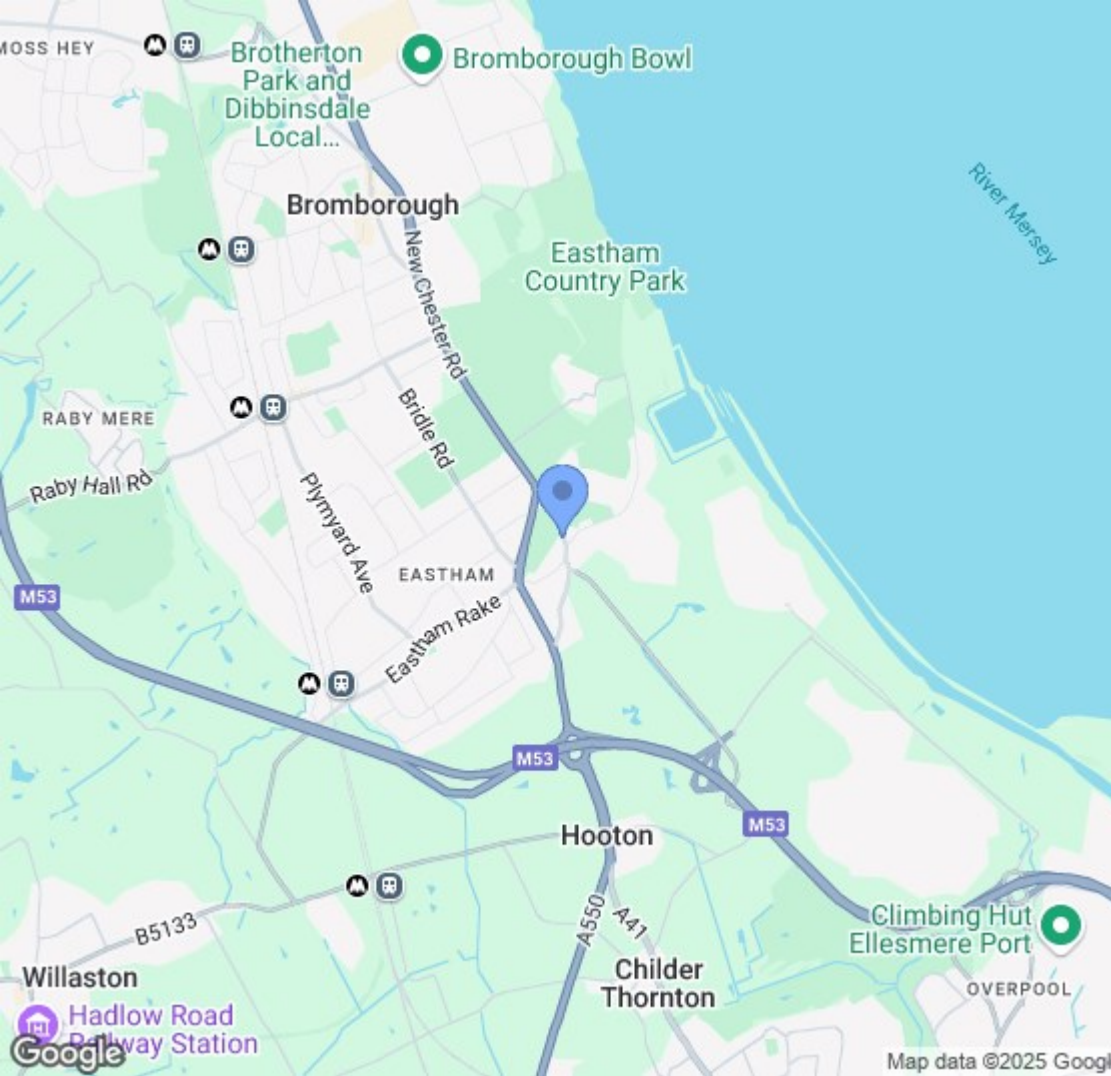 MOSS HEY
Brotherton
Park and
Dibbinsdale
Local...
Bromborough Bowl
River Mersey
Bromborough
New Chester Rd
Eastham
Country Park
RABY MERE
Bridle Rd
Raby Hall Rd
Plymyard Ave
EASTHAM
M53
Eastham Rake
M53
M53
Hooton
B5133
A550
A41
Climbing Hut
Ellesmere Port
Willaston
Childer
Thornton
OVERPOOL
Hadlow Road
Railway Station
Google
Map data ©2025 Google